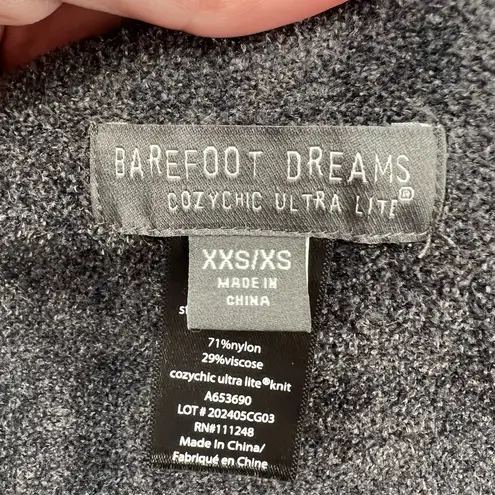 BAREFOOT DREAMS
COZYCHIC ULTRA LITE®
XXS/XS
MADE IN
CHINA
st
71%nylon
29%viscose
cozychic ultra lite®knit
A653690
LOT # 202405CG03
RN#111248
Made in China/
Fabriqué en Chine